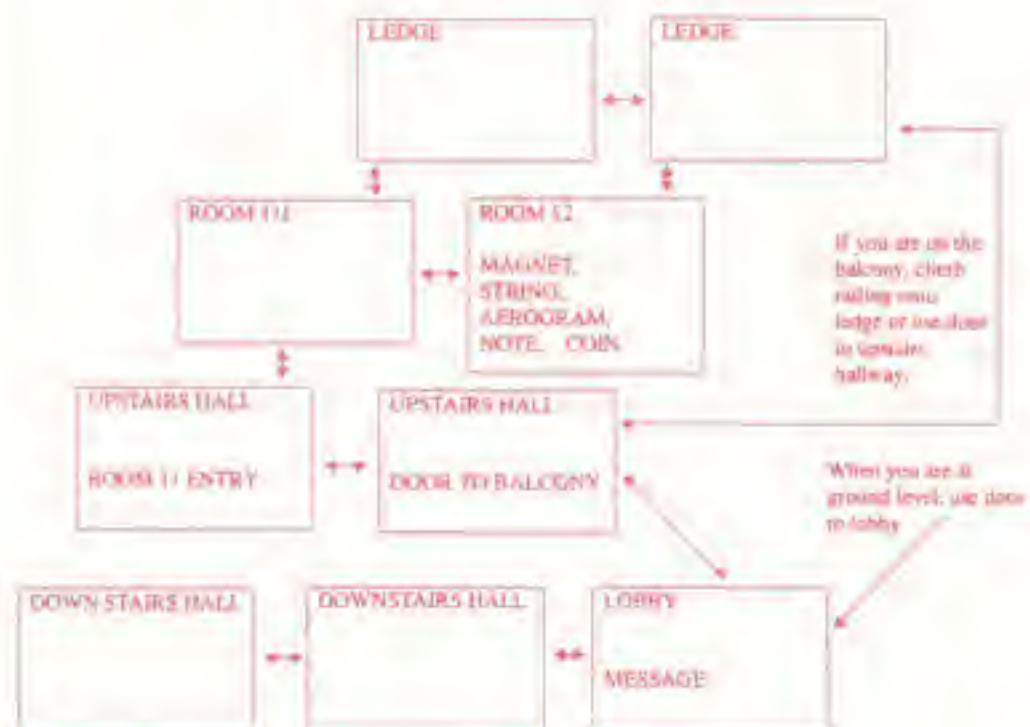 LEDGE
LEDGE
ROOM
ROOM 12
MAGNET,
STRING,
AEROGRAM,
NOTE, COIN
If you are on the
balcony, climb
railing onto
ledge or use door
to upstairs
hallway.
UPSTAIRS HALL
ROOM 11 ENTRY
UPSTAIRS HALL
DOOR TO BALCONY
When you are at
ground level, use door
to lobby
DOWN STAIRS HALL
DOWNSTAIRS HALL
LOBBY
MESSAGE